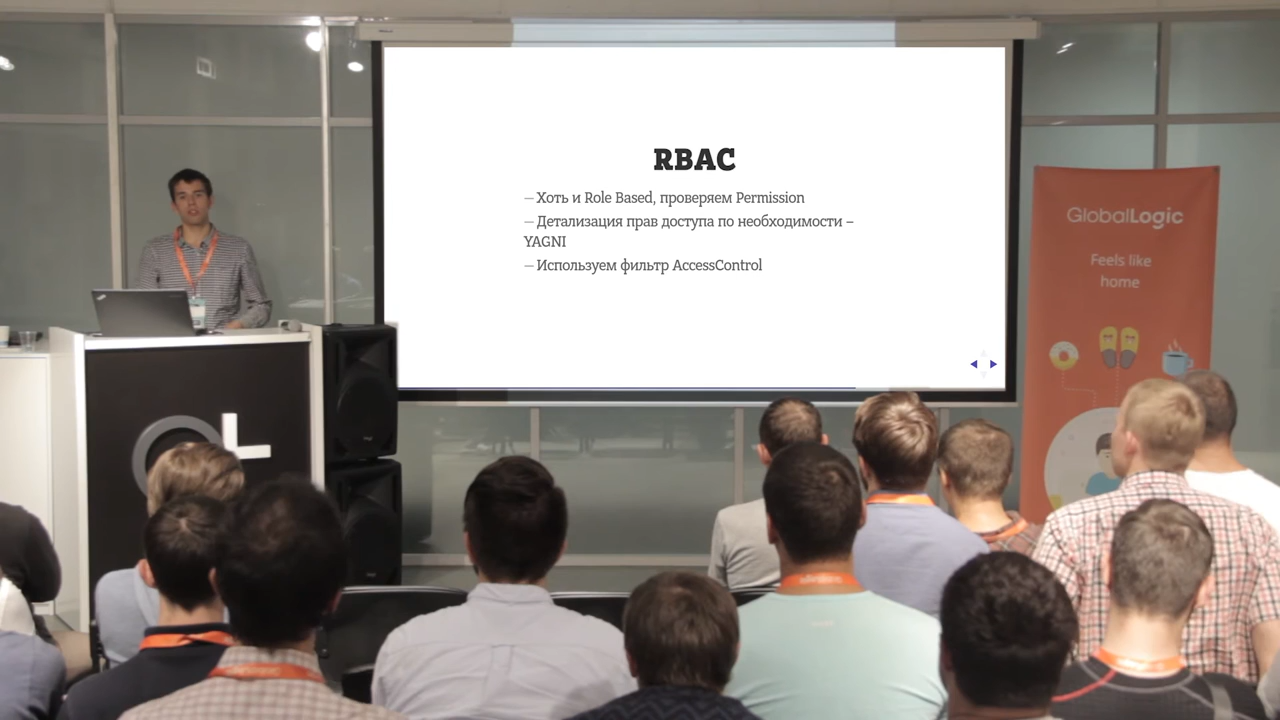 RBAC
— Хоть и Role Based, проверяем Permission
— Детализация прав доступа по необходимости –
YAGNI
— Используем фильтр AccessControl
GlobalLogic
Feels like
home
GL